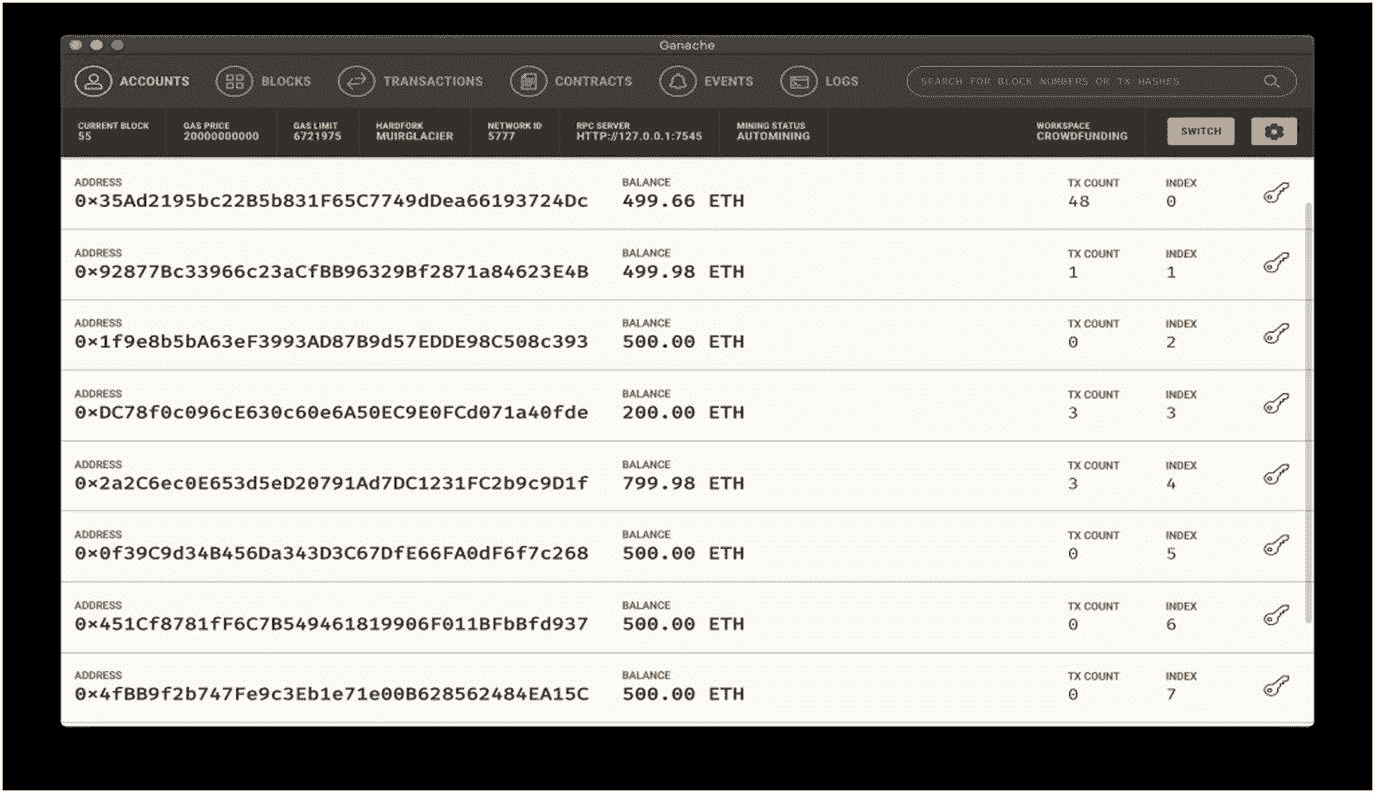 Ganache
ACCOUNTS BLOCKS TRANSACTIONS CONTRACTS EVENTS LOGS SEARCH FOR BLOCK NUMBERS OR TX HASHES
CURRENT BLOCK GAS PRICE GAS LIMIT HARDFORK NETWORK ID RPC SERVER MINING STATUS WORKSPACE
55 20000000000 6721975 MUIRGLACIER 5777 HTTP://127.0.0.1:7545 AUTOMINING CROWDFUNDING SWITCH
ADDRESS BALANCE TX COUNT INDEX
0×35Ad2195bc22B5b831F65C7749dDea66193724Dc 499.66 ETH 48 0
ADDRESS BALANCE TX COUNT INDEX
0×92877Bc33966c23aCfBB96329Bf2871a84623E4B 499.98 ETH 1 1
ADDRESS BALANCE TX COUNT INDEX
0×1f9e8b5bA63eF3993AD87B9d57EDDE98C508c393 500.00 ETH 0 2
ADDRESS BALANCE TX COUNT INDEX
0×DC78f0c096cE630c60e6A50EC9E0FCd071a40fde 200.00 ETH 3 3
ADDRESS BALANCE TX COUNT INDEX
0×2a2C6ec0E653d5eD20791Ad7DC1231FC2b9c9D1f 799.98 ETH 3 4
ADDRESS BALANCE TX COUNT INDEX
0×0f39C9d34B456Da343D3C67DfE66FA0dF6f7c268 500.00 ETH 0 5
ADDRESS BALANCE TX COUNT INDEX
0×451Cf8781fF6C7B549461819906F011BFbBfd937 500.00 ETH 0 6
ADDRESS BALANCE TX COUNT INDEX
0×4fBB9f2b747Fe9c3Eb1e71e00B628562484EA15C 500.00 ETH 0 7